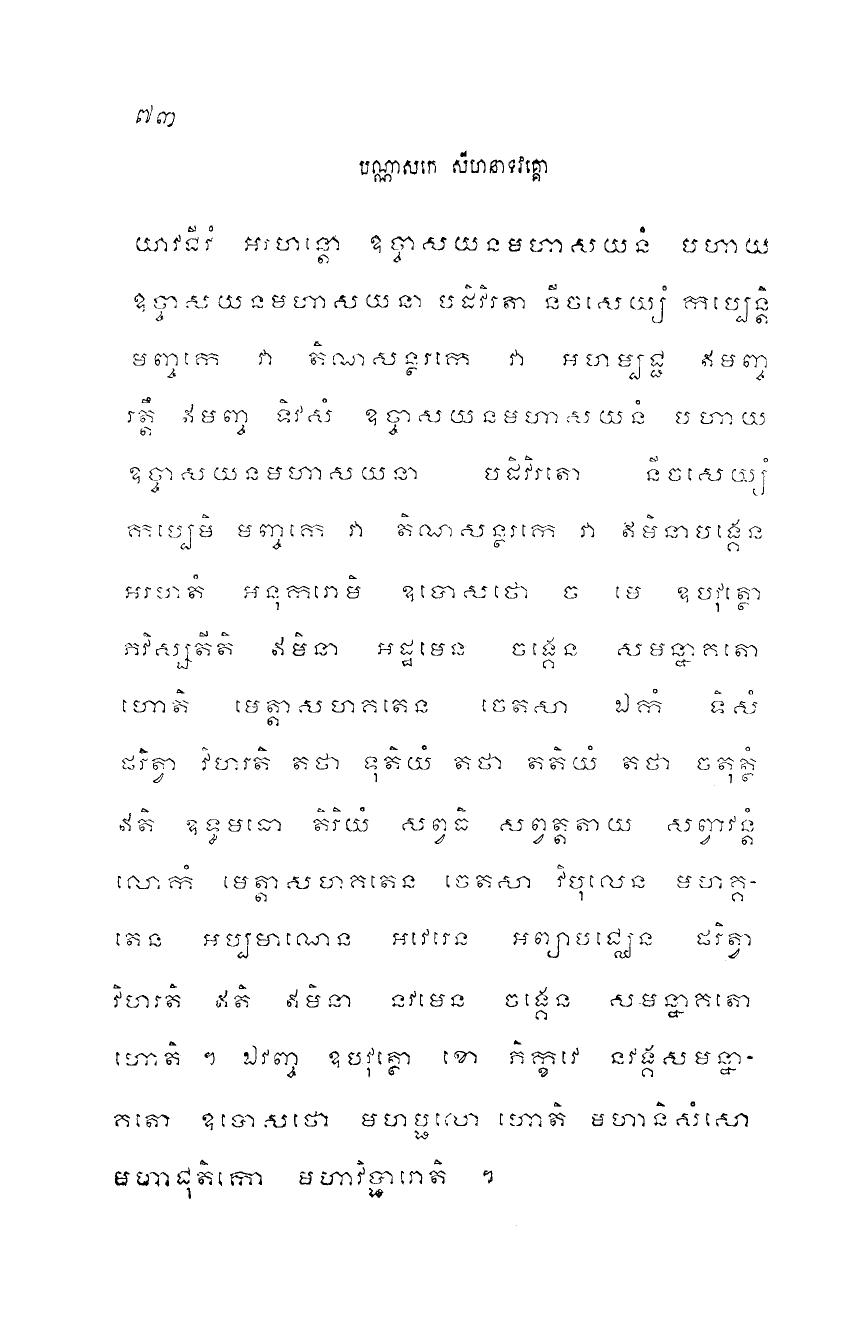 ៧៣
បណ្ណាសកេ សីហនាទវគ្គោ
យាវជីវំ អរហន្តោ ឧច្ចាសយនមហាសយនំ បហាយ
ឧច្ចាសយនមហាសយនា បដិវិរតា នីចសេយ្យំ កប្បេន្តិ
មញ្ចកេ វា តិណសន្ថរកេ វា អហម្បជ្ជ ឥមញ្ច
រត្តឹ ឥមញ្ច ទិវសំ ឧច្ចាសយនមហាសយនំ បហាយ
ឧច្ចាសយនមហាសយនា បដិវិរតោ នីចសេយ្យំ
កប្បេមិ មញ្ចកេ វា តិណសន្ថរកេ វា ឥមិនាបង្គេន
អរហតំ អនុករោមិ ឧបោសថោ ច មេ ឧបវុត្ថោ
ភវិស្សតីតិ ឥមិនា អដ្ឋមេន ចង្គេន សមន្នាគតោ
ហោតិ មេត្តាសហគតេន ចេតសា ឯកំ ទិសំ
ផរិត្វា វិហរតិ តថា ទុតិយំ តថា តតិយំ តថា ចតុត្ថំ
ឥតិ ឧទ្ធមធោ តិរិយំ សព្វធិ សព្វត្តតាយ សព្វាវន្តំ
លោកំ មេត្តាសហគតេន ចេតសា វិបុលេន មហគ្គ-
តេន អប្បមាណេន អវេរេន អព្យាបជ្ឈេន ផរិត្វា
វិហរតិ ឥតិ ឥមិនា នវមេន ចង្គេន សមន្នាគតោ
ហោតិ ។ ឯវញ្ច ឧបវុត្ថោ ខោ ភិក្ខវេ នវង្គសមន្នា-
គតោ ឧបោសថោ មហប្ផលោ ហោតិ មហានិសំសោ
មហាជុតិកោ មហាវិប្ផារោតិ ។